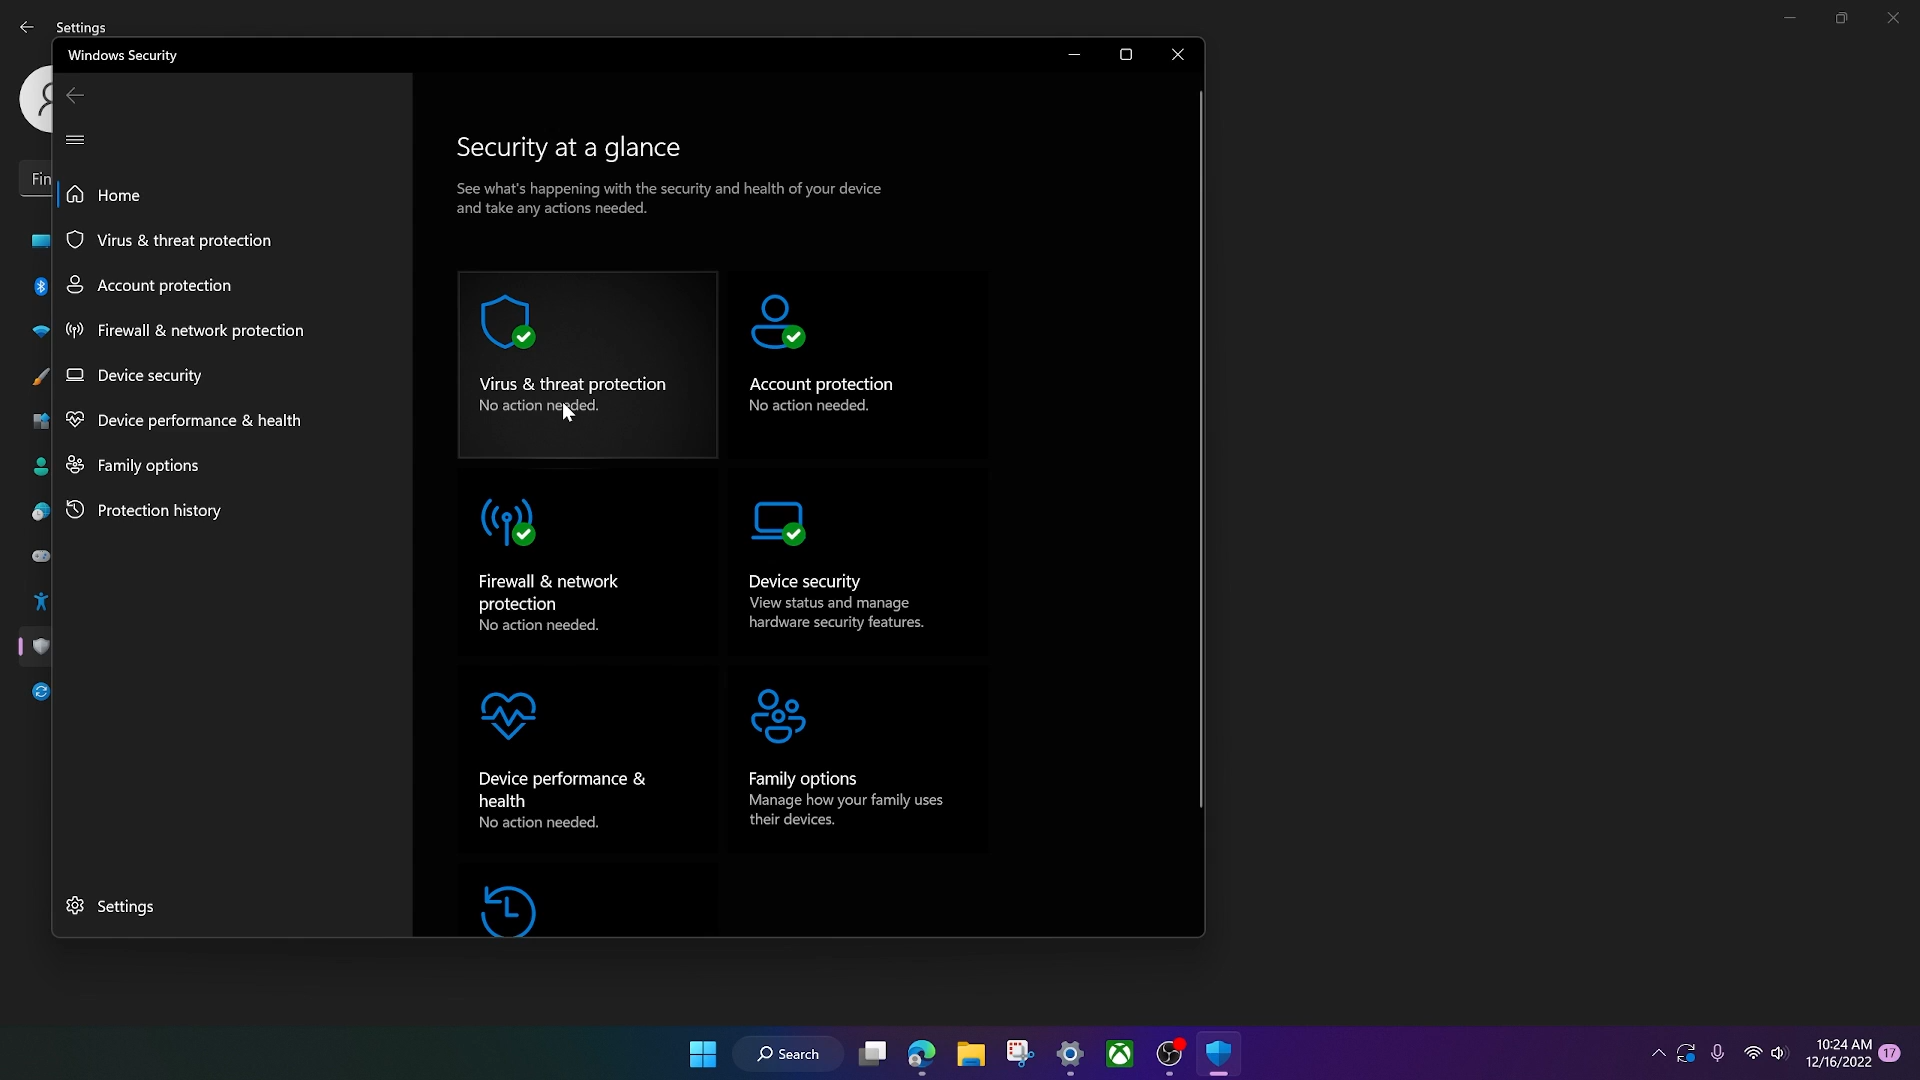 Settings
Windows Security
Fin
Home
Virus & threat protection
Account protection
Firewall & network protection
Device security
Device performance & health
Family options
Protection history
Settings
Security at a glance
See what's happening with the security and health of your device
and take any actions needed.
Virus & threat protection
No action needed.
Account protection
No action needed.
Firewall & network
protection
No action needed.
Device security
View status and manage
hardware security features.
Device performance &
health
No action needed.
Family options
Manage how your family uses
their devices.
Search
10:24 AM
12/16/2022
17